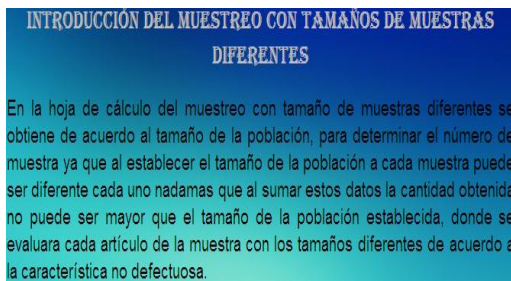 INTRODUCCIÓN DEL MUESTREO CON TAMAÑOS DE MUESTRAS
DIFERENTES
En la hoja de cálculo del muestreo con tamaño de muestras diferentes se
obtiene de acuerdo al tamaño de la población, para determinar el número de
muestra ya que al establecer el tamaño de la población a cada muestra puede
ser diferente cada uno nadamas que al sumar estos datos la cantidad obtenida
no puede ser mayor que el tamaño de la población establecida, donde se
evaluara cada artículo de la muestra con los tamaños diferentes de acuerdo a
la característica no defectuosa.